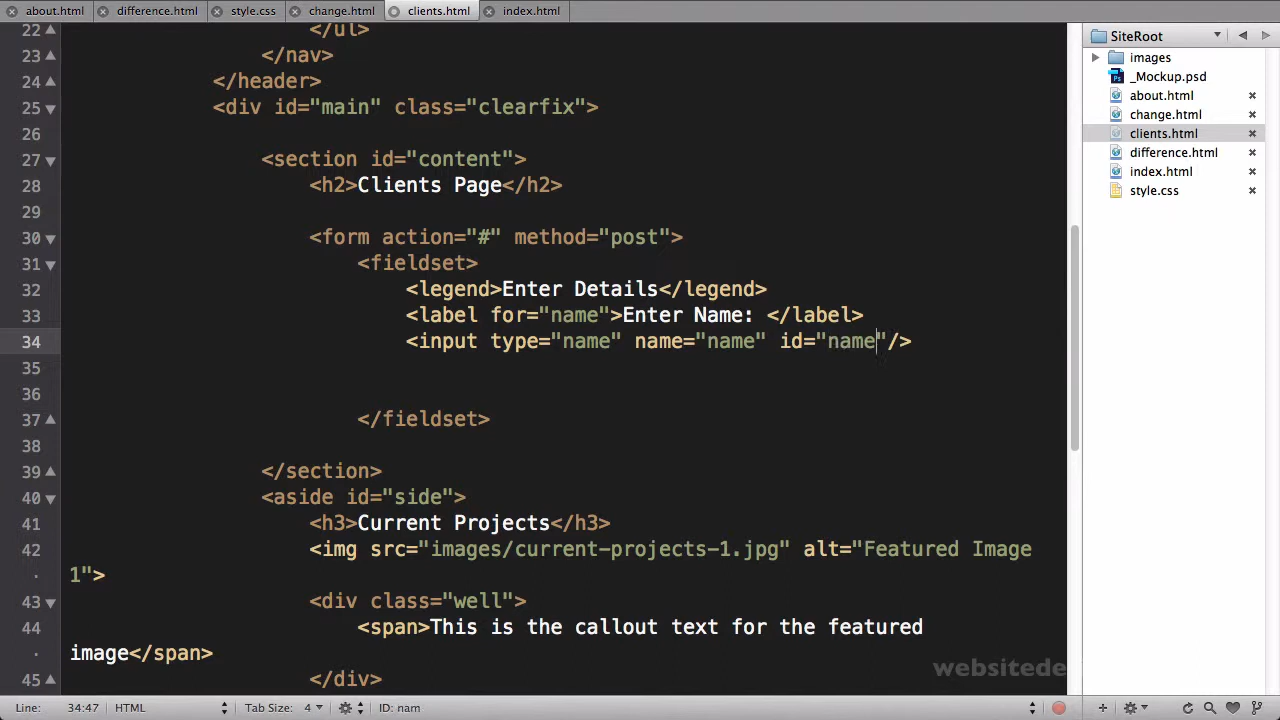 about.html difference.html style.css change.html clients.html index.html
SiteRoot
images
_Mockup.psd
about.html
change.html
clients.html
difference.html
index.html
style.css
22 </ul>
23 </nav>
24 </header>
25 <div id="main" class="clearfix">
26
27 <section id="content">
28 <h2>Clients Page</h2>
29
30 <form action="#" method="post">
31 <fieldset>
32 <legend>Enter Details</legend>
33 <label for="name">Enter Name: </label>
34 <input type="name" name="name" id="name"/>
35
36
37 </fieldset>
38
39 </section>
40 <aside id="side">
41 <h3>Current Projects</h3>
42 <img src="images/current-projects-1.jpg" alt="Featured Image
1">
43 <div class="well">
44 <span>This is the callout text for the featured
image</span>
45 </div>
websitede
Line: 34:47 HTML Tab Size: 4 ID: nam